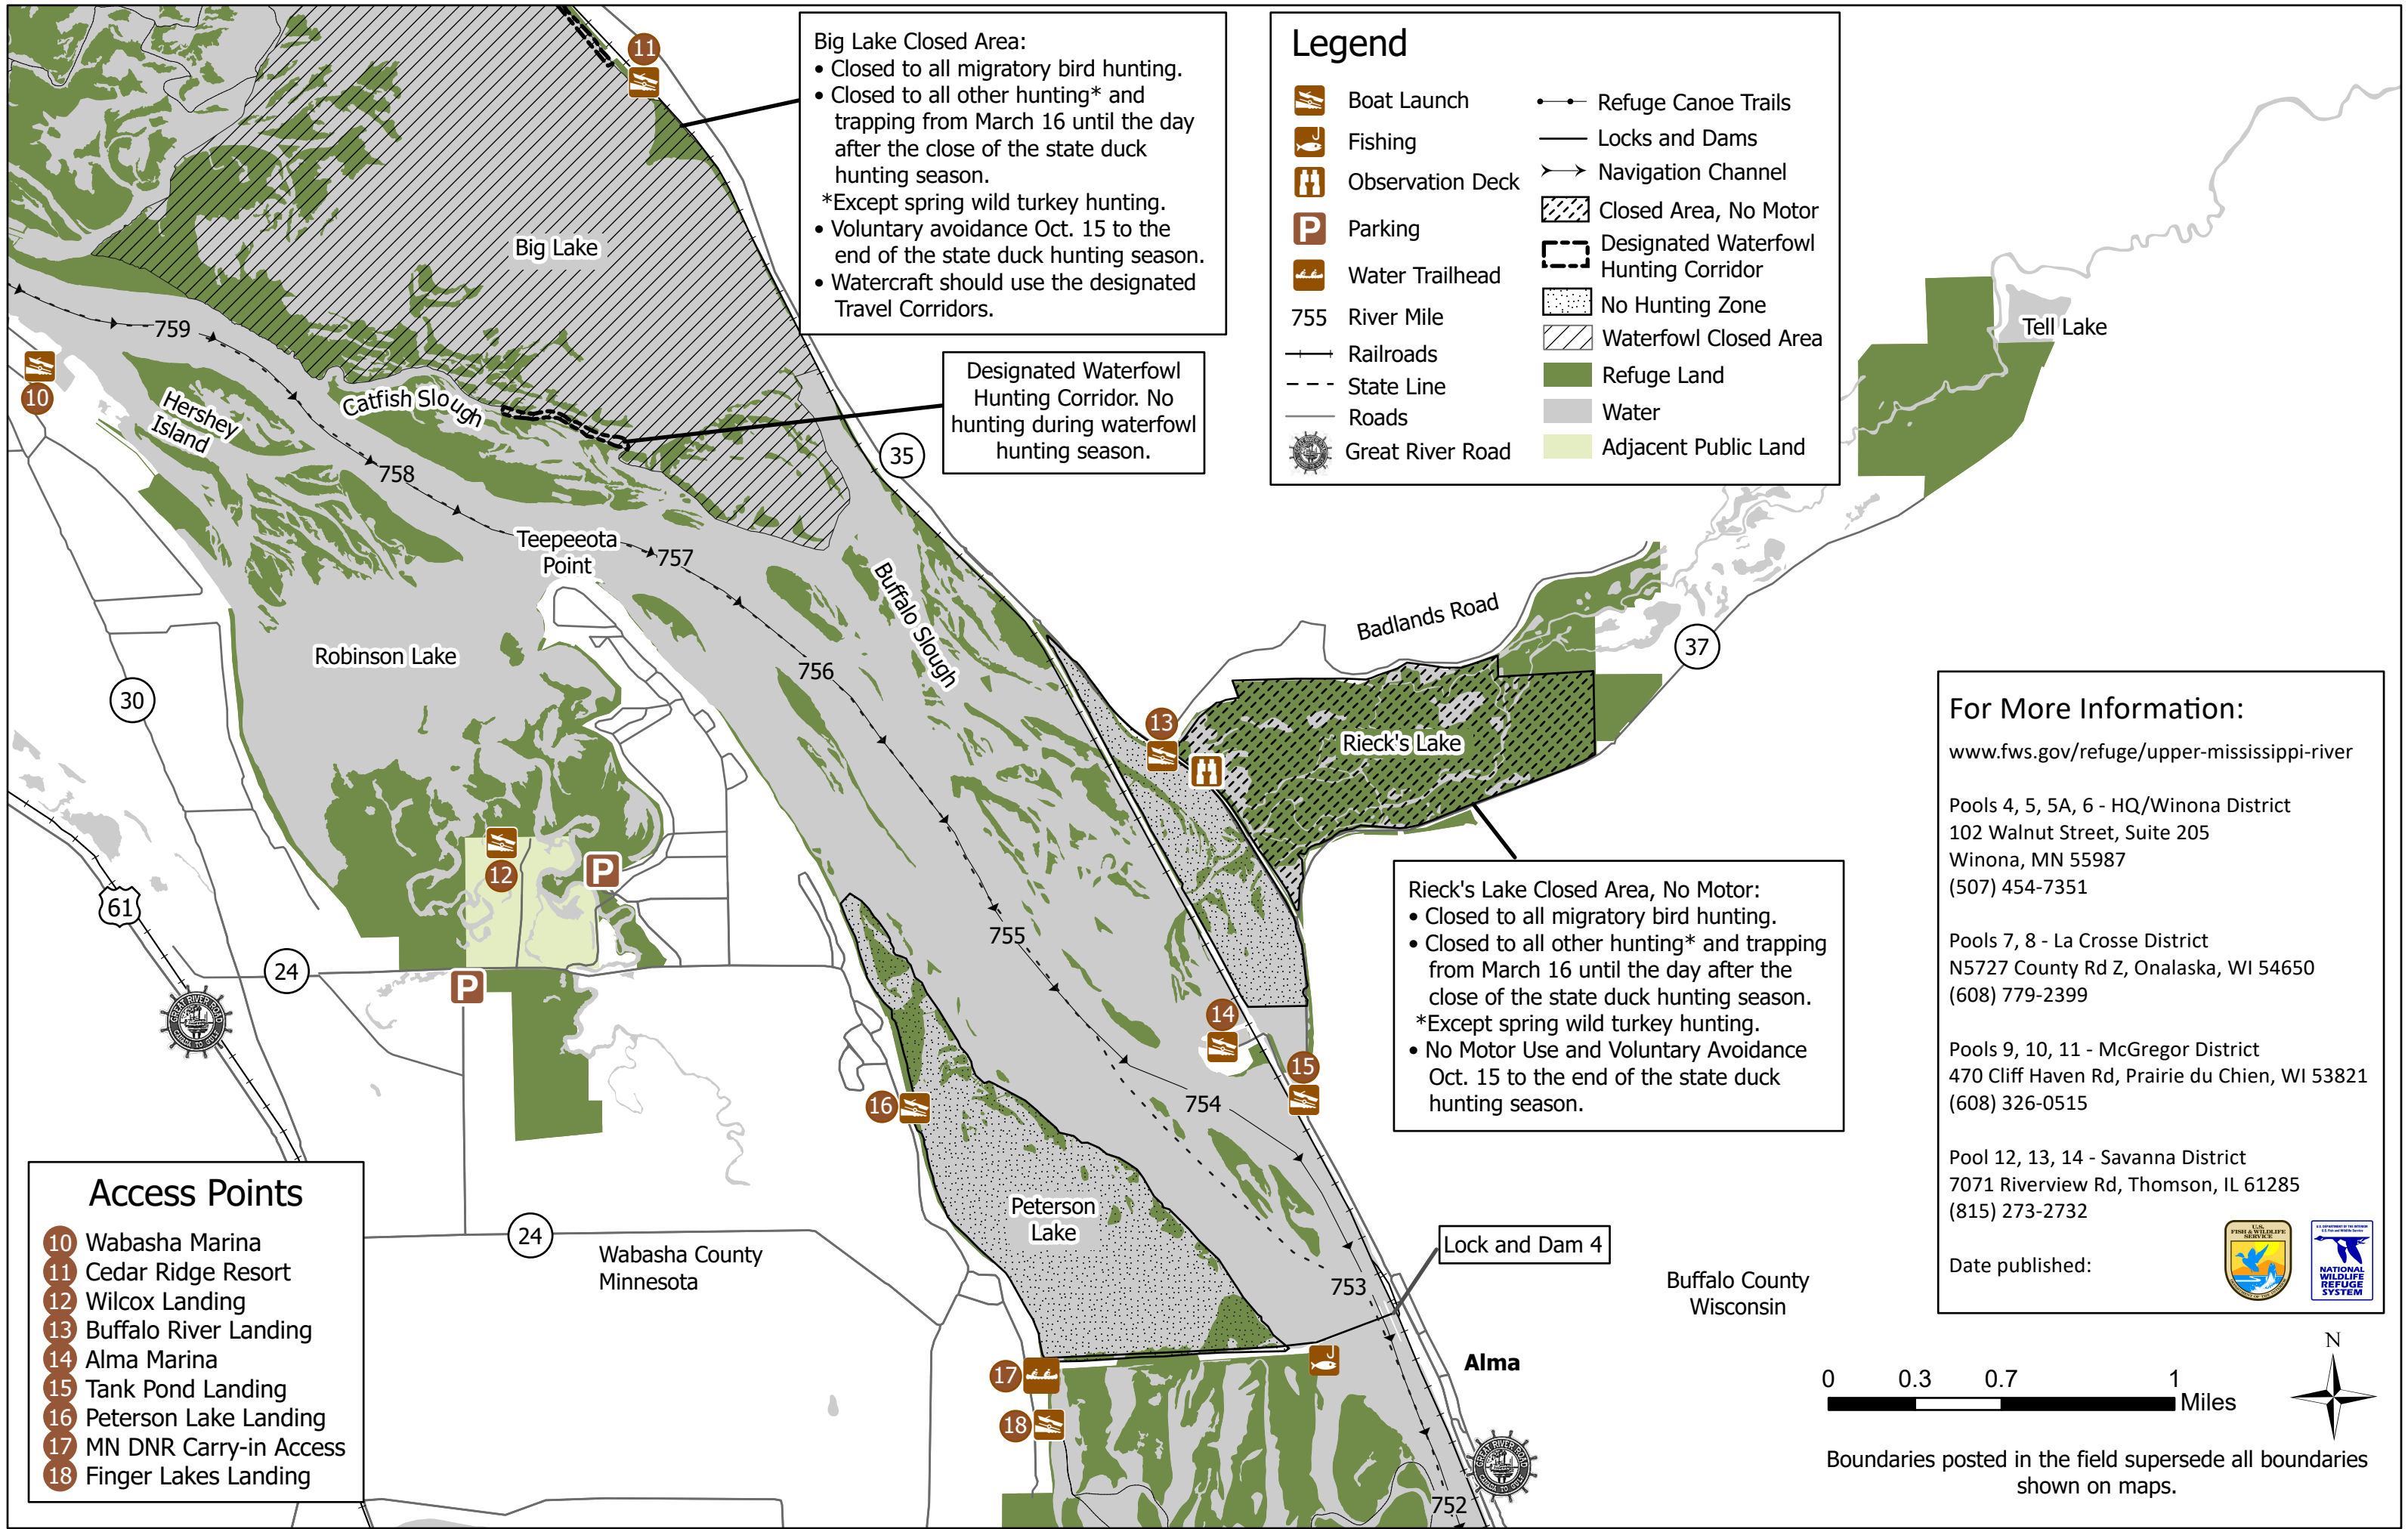 Big Lake Closed Area:
• Closed to all migratory bird hunting.
• Closed to all other hunting* and
trapping from March 16 until the day
after the close of the state duck
hunting season.
*Except spring wild turkey hunting.
• Voluntary avoidance Oct. 15 to the
end of the state duck hunting season.
• Watercraft should use the designated
Travel Corridors.
Designated Waterfowl
Hunting Corridor. No
hunting during waterfowl
hunting season.
Legend
Boat Launch
Fishing
Observation Deck
P Parking
Water Trailhead
755 River Mile
Railroads
State Line
Roads
Great River Road
Refuge Canoe Trails
Locks and Dams
Navigation Channel
Closed Area, No Motor
Designated Waterfowl
Hunting Corridor
No Hunting Zone
Waterfowl Closed Area
Refuge Land
Water
Adjacent Public Land
11
Big Lake
759
10
Hershey
Island
Catfish Slough
758
35
Tell Lake
Teepeeota
Point
757
Buffalo Slough
Badlands Road
37
Robinson Lake
756
30
13
Rieck's Lake
12
P
61
755
24
P
GREAT RIVER ROAD
14
15
16
754
Rieck's Lake Closed Area, No Motor:
• Closed to all migratory bird hunting.
• Closed to all other hunting* and trapping
from March 16 until the day after the
close of the state duck hunting season.
*Except spring wild turkey hunting.
• No Motor Use and Voluntary Avoidance
Oct. 15 to the end of the state duck
hunting season.
Peterson
Lake
24
Wabasha County
Minnesota
Lock and Dam 4
753
Buffalo County
Wisconsin
Alma
17
18
752
GREAT RIVER ROAD
Access Points
10 Wabasha Marina
11 Cedar Ridge Resort
12 Wilcox Landing
13 Buffalo River Landing
14 Alma Marina
15 Tank Pond Landing
16 Peterson Lake Landing
17 MN DNR Carry-in Access
18 Finger Lakes Landing
For More Information:
www.fws.gov/refuge/upper-mississippi-river
Pools 4, 5, 5A, 6 - HQ/Winona District
102 Walnut Street, Suite 205
Winona, MN 55987
(507) 454-7351
Pools 7, 8 - La Crosse District
N5727 County Rd Z, Onalaska, WI 54650
(608) 779-2399
Pools 9, 10, 11 - McGregor District
470 Cliff Haven Rd, Prairie du Chien, WI 53821
(608) 326-0515
Pool 12, 13, 14 - Savanna District
7071 Riverview Rd, Thomson, IL 61285
(815) 273-2732
Date published:
U.S.
FISH & WILDLIFE
SERVICE
NATIONAL
WILDLIFE
REFUGE
SYSTEM
N
0 0.3 0.7 1
Miles
Boundaries posted in the field supersede all boundaries
shown on maps.